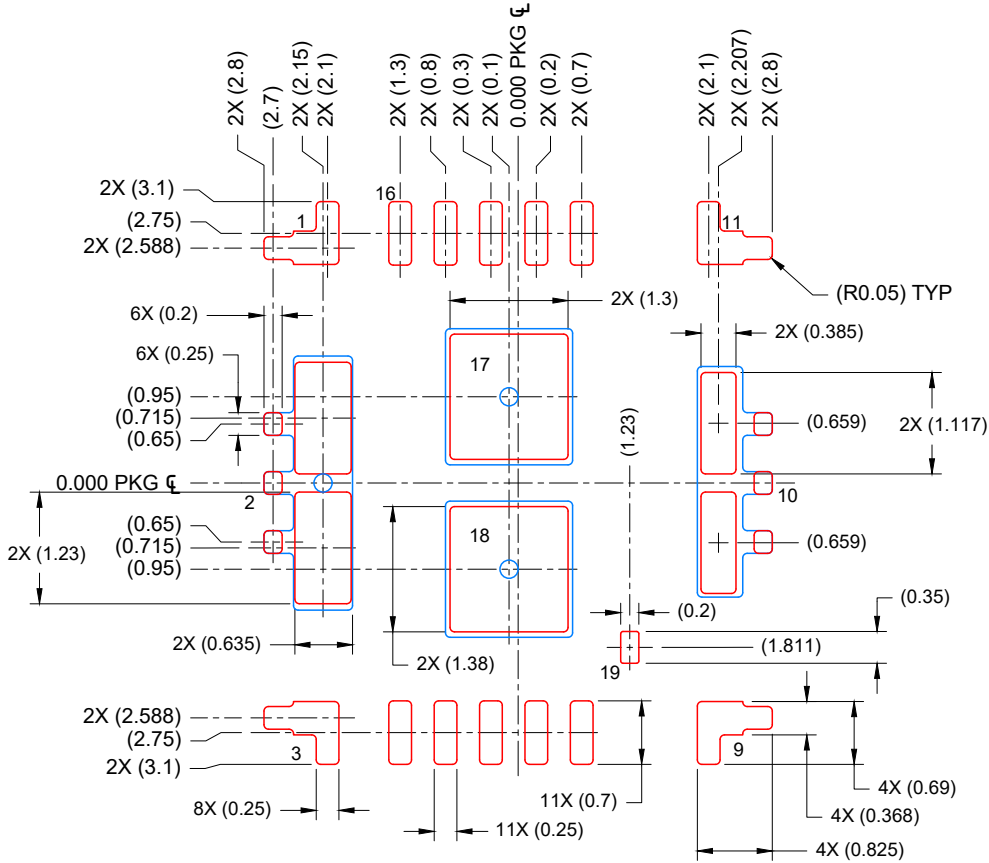 2X (2.8)
(2.7)
2X (2.15)
2X (2.1)
2X (1.3)
2X (0.8)
2X (0.3)
2X (0.1)
0.000 PKG ℄
2X (0.2)
2X (0.7)
2X (2.1)
2X (2.207)
2X (2.8)
2X (3.1)
16
1
11
(2.75)
2X (2.588)
(R0.05) TYP
6X (0.2)
2X (1.3)
2X (0.385)
6X (0.25)
17
(0.95)
(0.715)
(0.65)
(0.659)
2X (1.117)
(1.23)
0.000 PKG ℄
2
10
(0.65)
(0.715)
(0.95)
18
(0.659)
2X (1.23)
(0.35)
(0.2)
2X (0.635)
2X (1.38)
(1.811)
19
2X (2.588)
(2.75)
2X (3.1)
3
9
8X (0.25)
11X (0.7)
11X (0.25)
4X (0.69)
4X (0.368)
4X (0.825)